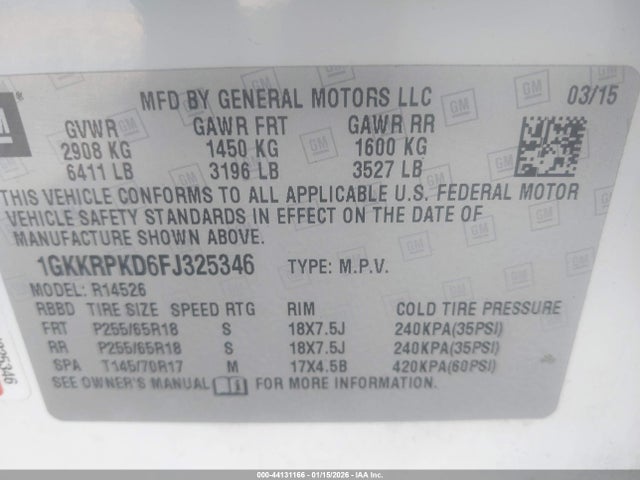 GM
MFD BY GENERAL MOTORS LLC 03/15
GVWR GAWR FRT GAWR RR
2908 KG 1450 KG 1600 KG
6411 LB 3196 LB 3527 LB
THIS VEHICLE CONFORMS TO ALL APPLICABLE U.S. FEDERAL MOTOR
VEHICLE SAFETY STANDARDS IN EFFECT ON THE DATE OF
MANUFACTURE SHOWN ABOVE.
1GKKRPKD6FJ325346 TYPE: M.P.V.
MODEL: R14526
RBBD TIRE SIZE SPEED RTG RIM COLD TIRE PRESSURE
FRT P255/65R18 S 18X7.5J 240KPA(35PSI)
RR P255/65R18 S 18X7.5J 240KPA(35PSI)
SPA T145/70R17 M 17X4.5B 420KPA(60PSI)
SEE OWNER'S MANUAL FOR MORE INFORMATION.
000-44131166 - 01/15/2026 - IAA Inc.